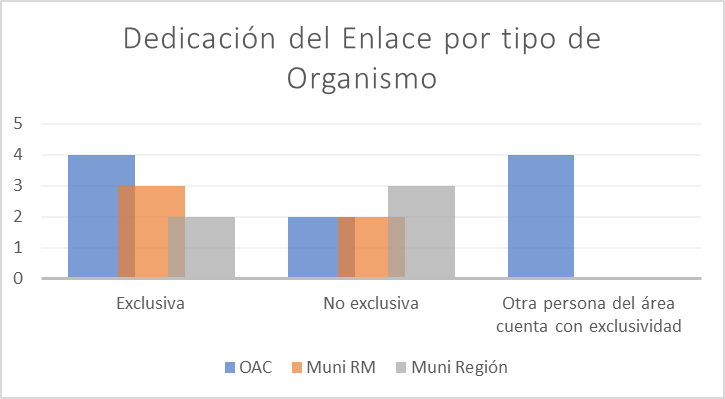 Dedicación del Enlace por tipo de
Organismo
5
4
3
2
1
0
Exclusiva
No exclusiva
Otra persona del área
cuenta con exclusividad
OAC
Muni RM
Muni Región